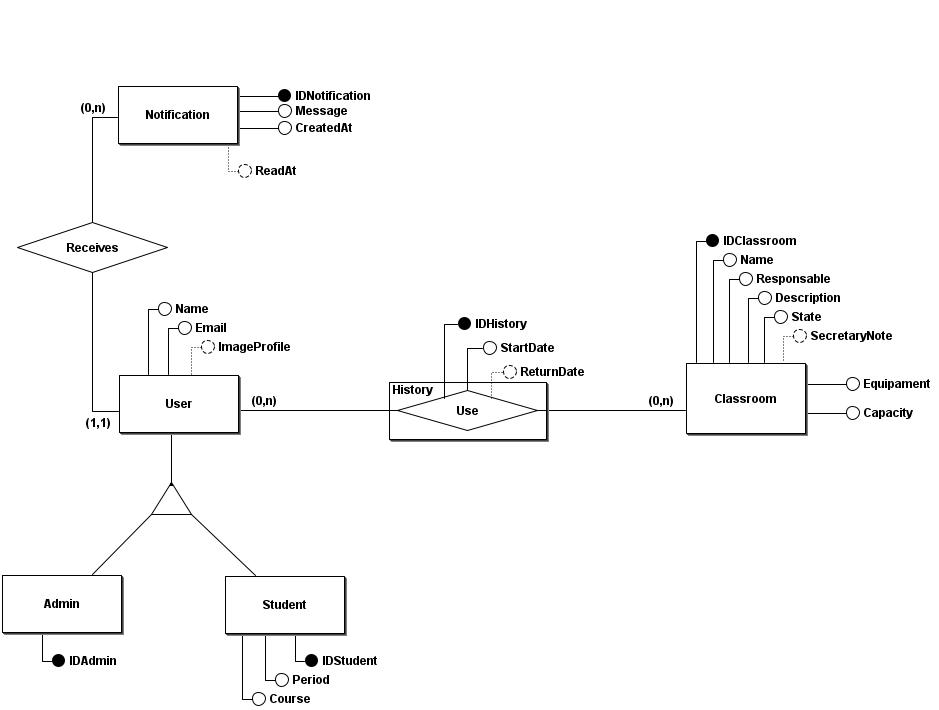 IDNotification
(0,n)
Notification
Message
CreatedAt
ReadAt
Receives
IDClassroom
Name
Responsable
Description
State
SecretaryNote
Name
Email
ImageProfile
IDHistory
StartDate
ReturnDate
History
User
(0,n)
Use
(0,n)
Classroom
Equipament
Capacity
(1,1)
Admin
Student
IDAdmin
IDStudent
Period
Course